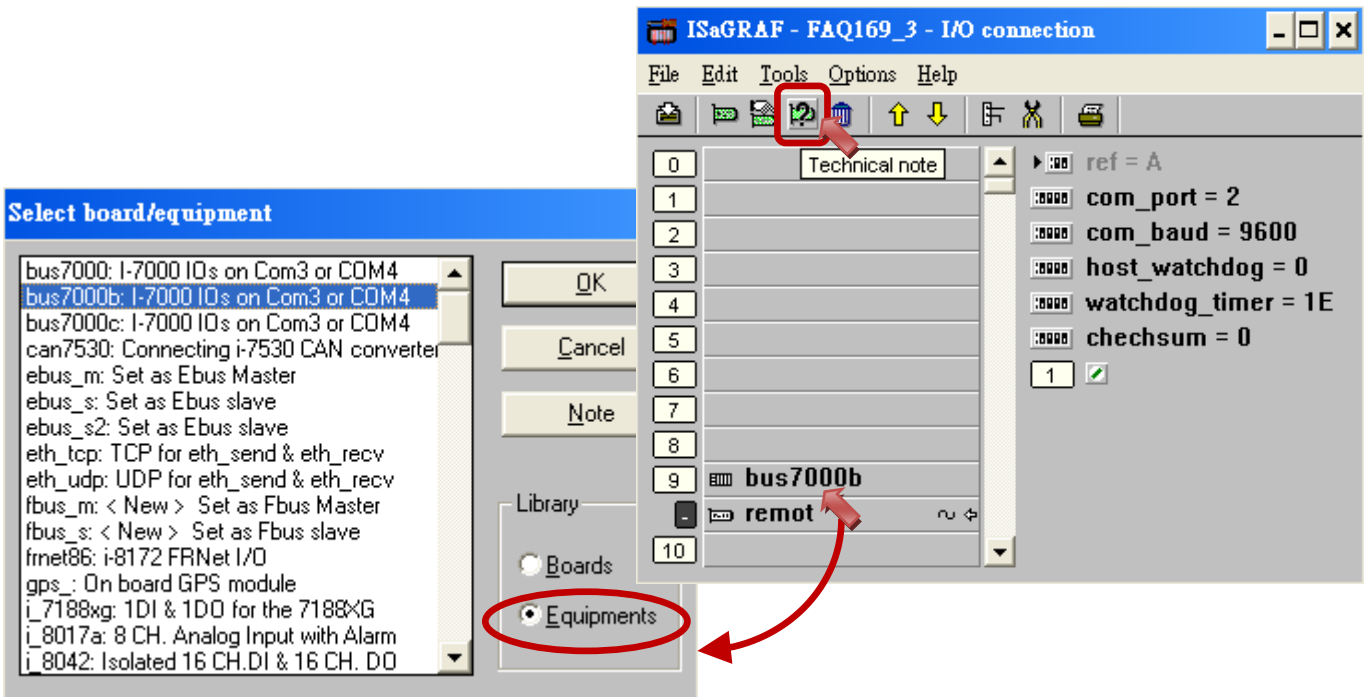 Select board/equipment
bus7000: I-7000 IOs on Com3 or COM4
bus7000b: I-7000 IOs on Com3 or COM4
bus7000c: I-7000 IOs on Com3 or COM4
can7530: Connecting i-7530 CAN converter
ebus_m: Set as Ebus Master
ebus_s: Set as Ebus slave
ebus_s2: Set as Ebus slave
eth_tcp: TCP for eth_send & eth_recv
eth_udp: UDP for eth_send & eth_recv
fbus_m: < New > Set as Fbus Master
fbus_s: < New > Set as Fbus slave
frnet86: i-8172 FRNet I/O
gps_: On board GPS module
i_7188xg: 1DI & 1DO for the 7188XG
i_8017a: 8 CH. Analog Input with Alarm
i_8042: Isolated 16 CH.DI & 16 CH. DO
OK
Cancel
Note
Library
Boards
Equipments
ISaGRAF - FAQ169_3 - I/O connection
File Edit Tools Options Help
Technical note
0
1
2
3
4
5
6
7
8
9 bus7000b
- remot
10
ref = A
com_port = 2
com_baud = 9600
host_watchdog = 0
watchdog_timer = 1E
chechsum = 0
1